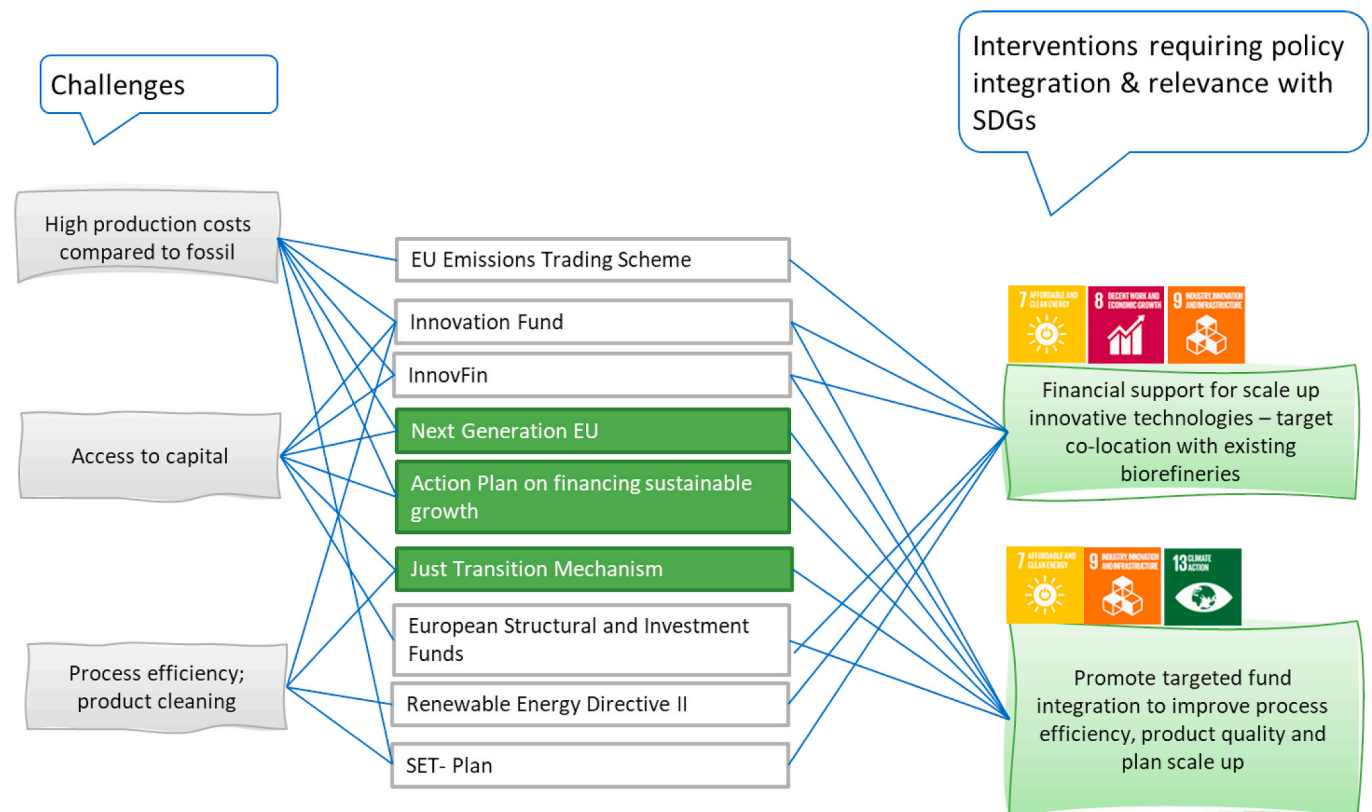 Challenges
Interventions requiring policy
integration & relevance with
SDGs
High production costs
compared to fossil
Access to capital
Process efficiency;
product cleaning
EU Emissions Trading Scheme
Innovation Fund
InnovFin
Next Generation EU
Action Plan on financing sustainable
growth
Just Transition Mechanism
European Structural and Investment
Funds
Renewable Energy Directive II
SET- Plan
7 AFFORDABLE AND
CLEAN ENERGY
8 DECENT WORK AND
ECONOMIC GROWTH
9 INDUSTRY, INNOVATION
AND INFRASTRUCTURE
Financial support for scale up
innovative technologies – target
co-location with existing
biorefineries
7 AFFORDABLE AND
CLEAN ENERGY
9 INDUSTRY, INNOVATION
AND INFRASTRUCTURE
13 CLIMATE
ACTION
Promote targeted fund
integration to improve process
efficiency, product quality and
plan scale up